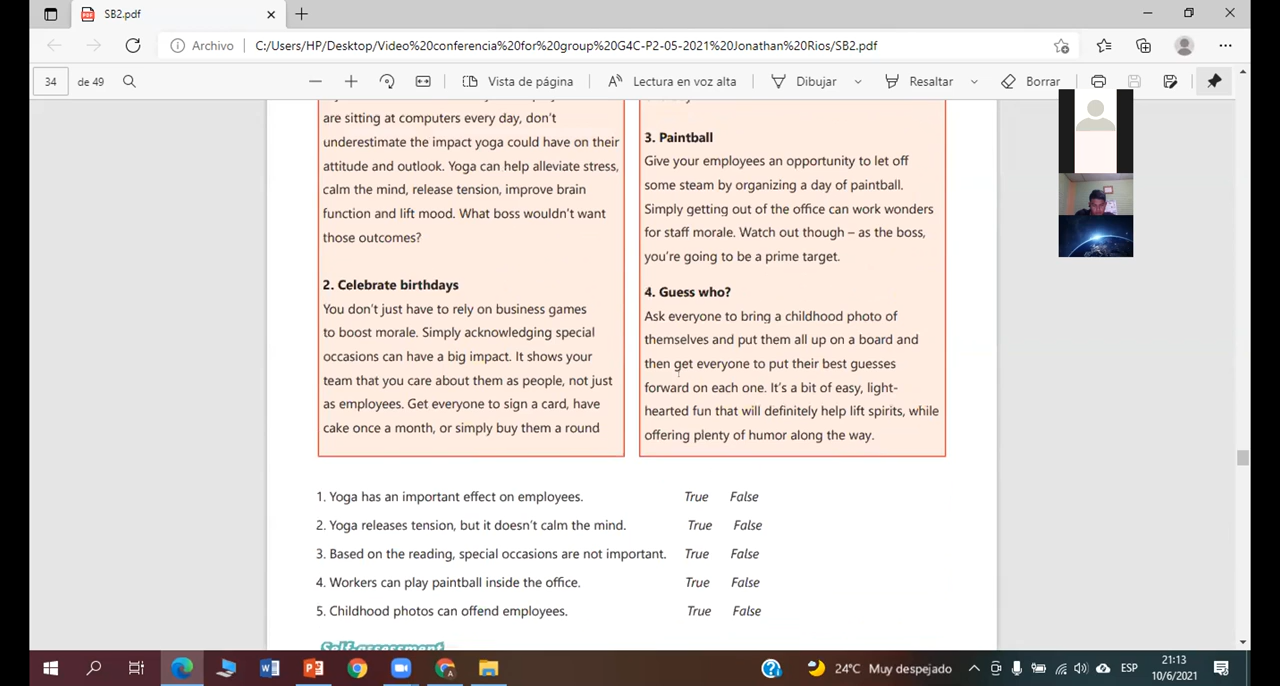 SB2.pdf
Archivo
C:/Users/HP/Desktop/Video%20conferencia%20for%20group%20G4C-P2-05-2021%20Jonathan%20Rios/SB2.pdf
34 de 49
Vista de página
Lectura en voz alta
Dibujar
Resaltar
Borrar
are sitting at computers every day, don't
underestimate the impact yoga could have on their
attitude and outlook. Yoga can help alleviate stress,
calm the mind, release tension, improve brain
function and lift mood. What boss wouldn't want
those outcomes?
2. Celebrate birthdays
You don't just have to rely on business games
to boost morale. Simply acknowledging special
occasions can have a big impact. It shows your
team that you care about them as people, not just
as employees. Get everyone to sign a card, have
cake once a month, or simply buy them a round
3. Paintball
Give your employees an opportunity to let off
some steam by organizing a day of paintball.
Simply getting out of the office can work wonders
for staff morale. Watch out though – as the boss,
you're going to be a prime target.
4. Guess who?
Ask everyone to bring a childhood photo of
themselves and put them all up on a board and
then get everyone to put their best guesses
forward on each one. It's a bit of easy, light-
hearted fun that will definitely help lift spirits, while
offering plenty of humor along the way.
1. Yoga has an important effect on employees. True False
2. Yoga releases tension, but it doesn't calm the mind. True False
3. Based on the reading, special occasions are not important. True False
4. Workers can play paintball inside the office. True False
5. Childhood photos can offend employees. True False
Self-assessment
24°C Muy despejado
ESP
21:13
10/6/2021